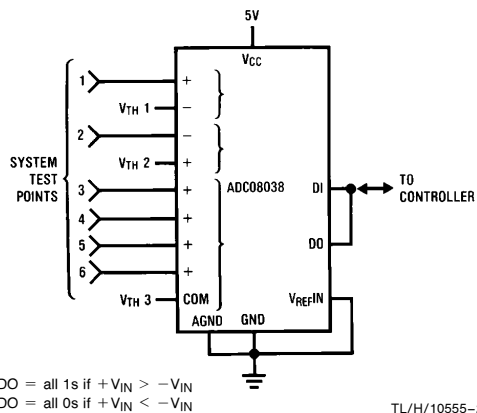 5V
VCC
1 +
VTH 1 −
2 −
VTH 2 +
SYSTEM
TEST
POINTS
3 +
4 +
5 +
6 +
VTH 3 COM
ADC08038
DI
DO
TO
CONTROLLER
VREFIN
AGND GND
DO = all 1s if +VIN > −VIN
DO = all 0s if +VIN < −VIN
TL/H/10555–